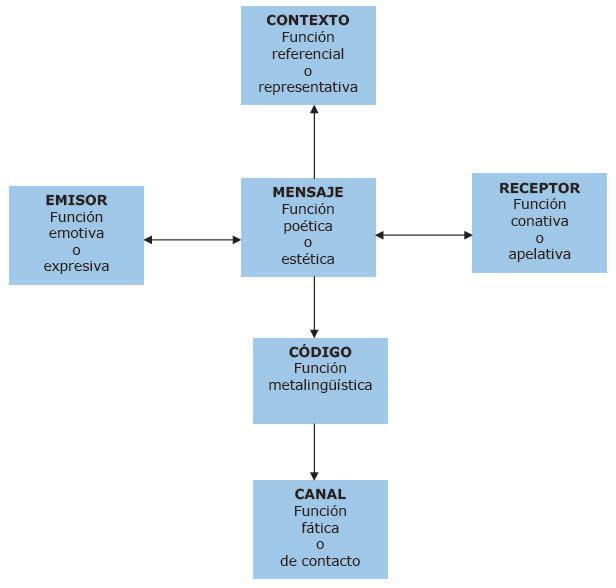 CONTEXTO
Función
referencial
o
representativa
EMISOR
Función
emotiva
o
expresiva
MENSAJE
Función
poética
o
estética
RECEPTOR
Función
conativa
o
apelativa
CÓDIGO
Función
metalingüística
CANAL
Función
fática
o
de contacto